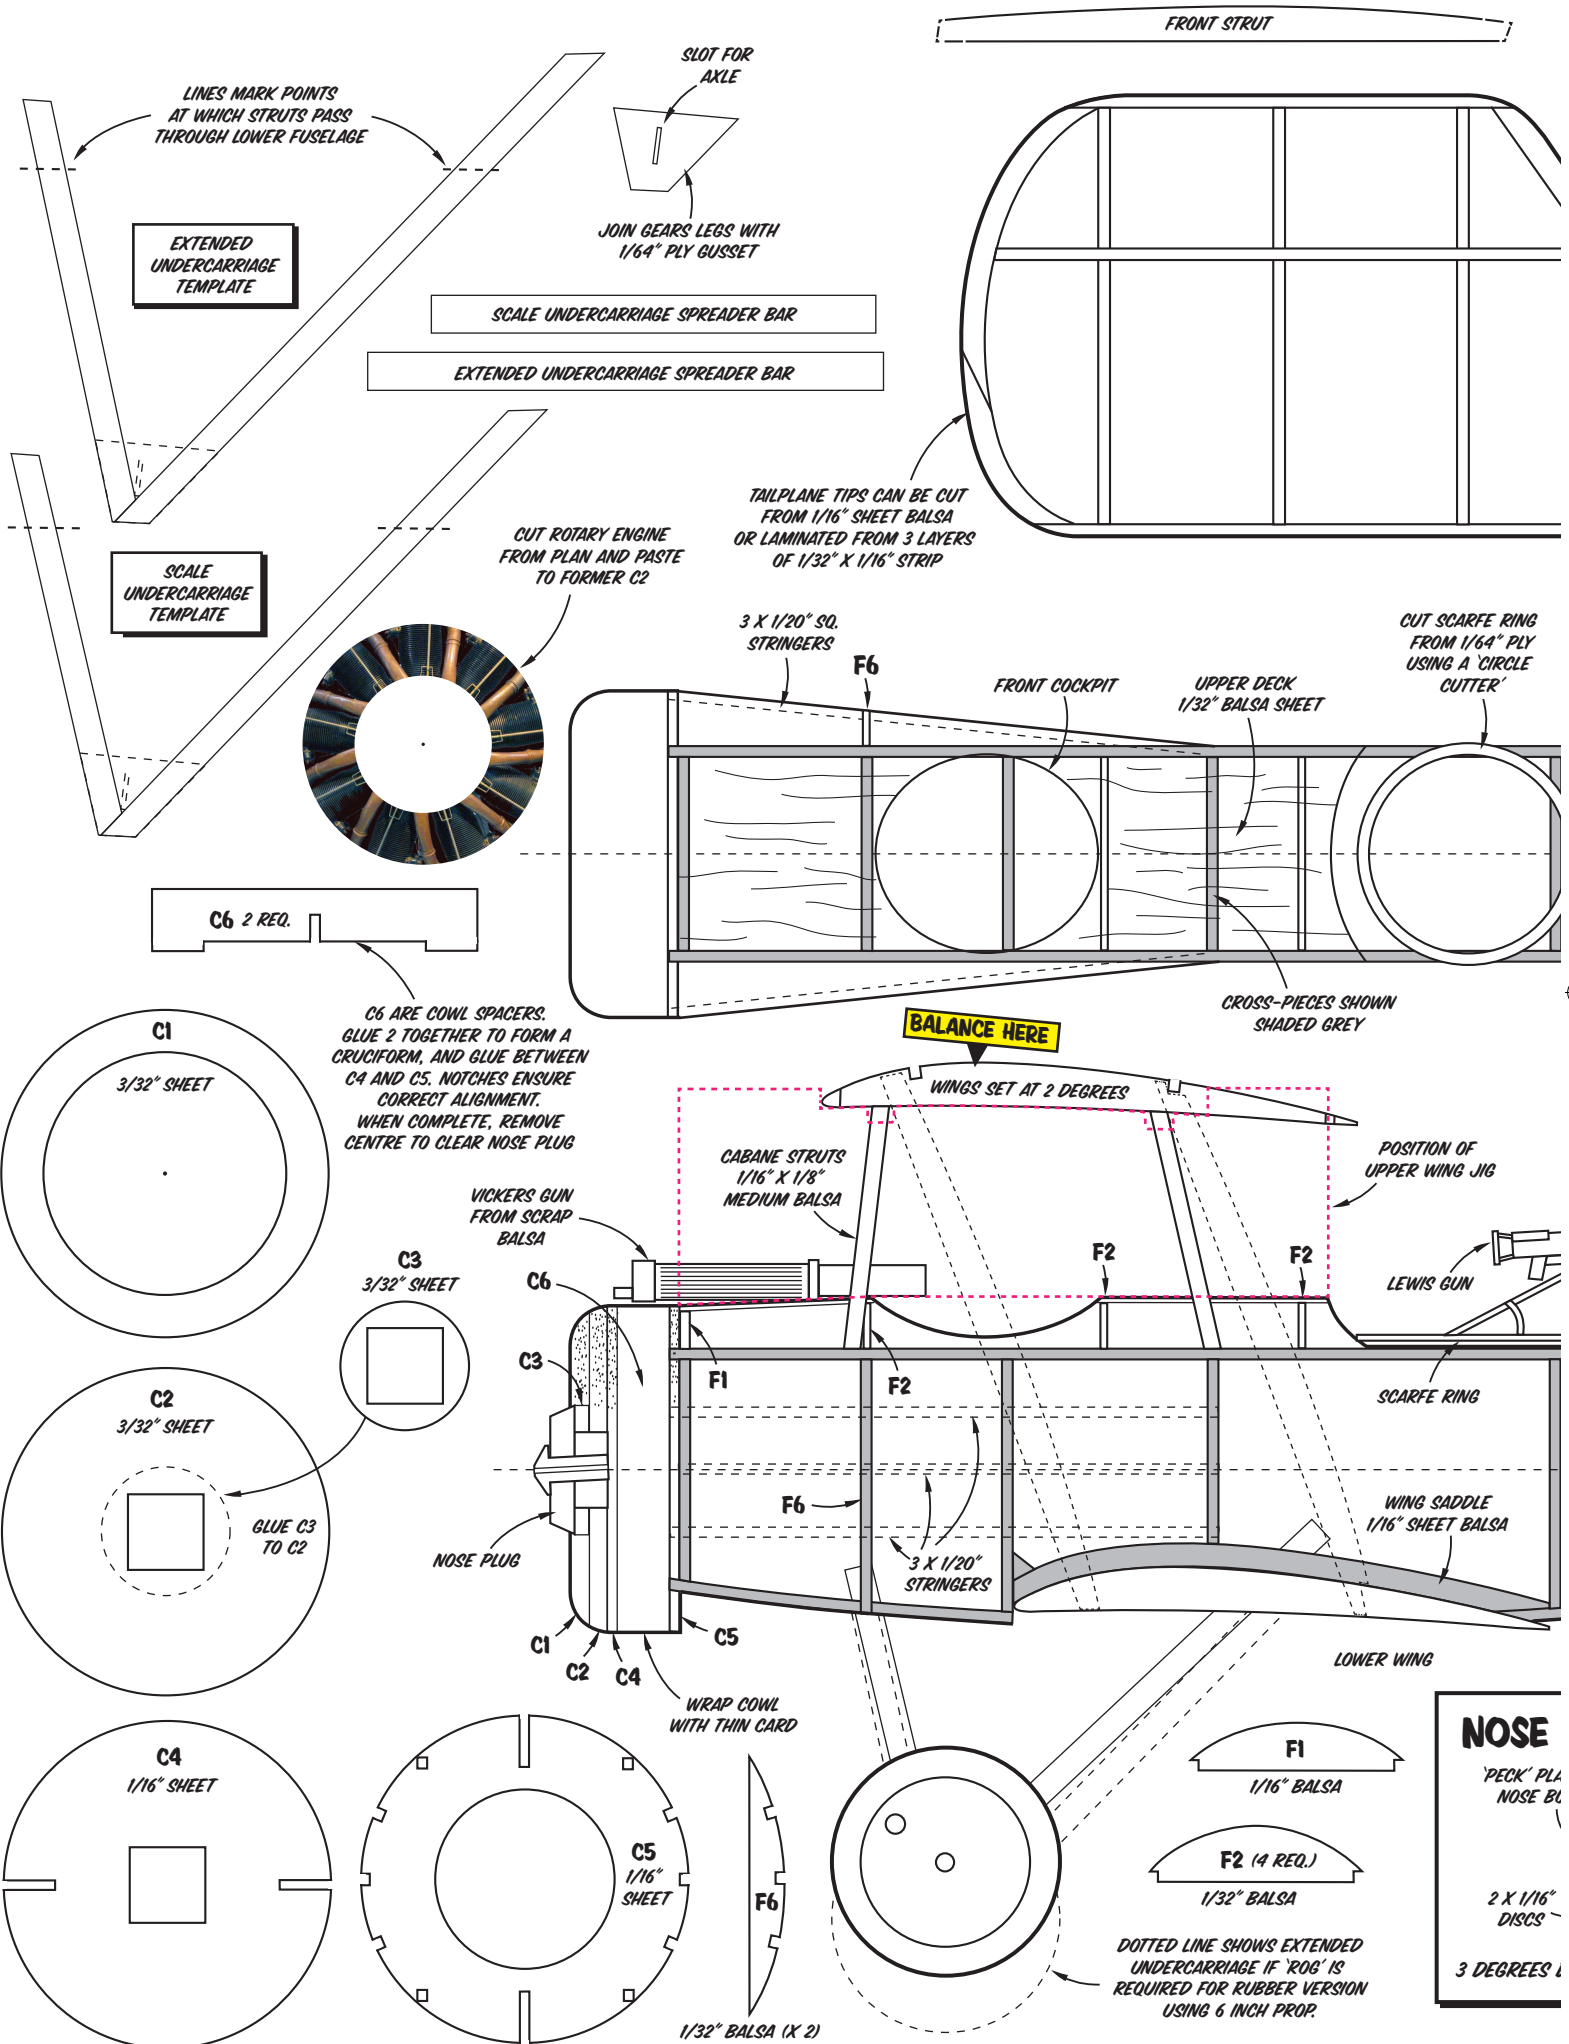 FRONT STRUT
SLOT FOR
AXLE
LINES MARK POINTS
AT WHICH STRUTS PASS
THROUGH LOWER FUSELAGE
JOIN GEARS LEGS WITH
1/64" PLY GUSSET
EXTENDED
UNDERCARRIAGE
TEMPLATE
SCALE UNDERCARRIAGE SPREADER BAR
EXTENDED UNDERCARRIAGE SPREADER BAR
TAILPLANE TIPS CAN BE CUT
FROM 1/16" SHEET BALSA
OR LAMINATED FROM 3 LAYERS
OF 1/32" X 1/16" STRIP
CUT ROTARY ENGINE
FROM PLAN AND PASTE
TO FORMER C2
SCALE
UNDERCARRIAGE
TEMPLATE
3 X 1/20" SQ.
STRINGERS
F6
FRONT COCKPIT
UPPER DECK
1/32" BALSA SHEET
CUT SCARFE RING
FROM 1/64" PLY
USING A 'CIRCLE
CUTTER'
C6 2 REQ.
C6 ARE COWL SPACERS.
GLUE 2 TOGETHER TO FORM A
CRUCIFORM, AND GLUE BETWEEN
C4 AND C5. NOTCHES ENSURE
CORRECT ALIGNMENT.
WHEN COMPLETE, REMOVE
CENTRE TO CLEAR NOSE PLUG
CROSS-PIECES SHOWN
SHADED GREY
C1
3/32" SHEET
BALANCE HERE
WINGS SET AT 2 DEGREES
CABANE STRUTS
1/16" X 1/8"
MEDIUM BALSA
POSITION OF
UPPER WING JIG
VICKERS GUN
FROM SCRAP
BALSA
C3
3/32" SHEET
C6
F2
F2
LEWIS GUN
C3
F1
F2
SCARFE RING
C2
3/32" SHEET
GLUE C3
TO C2
F6
WING SADDLE
1/16" SHEET BALSA
NOSE PLUG
3 X 1/20"
STRINGERS
C1
C2
C4
C5
LOWER WING
WRAP COWL
WITH THIN CARD
C4
1/16" SHEET
C5
1/16"
SHEET
F6
1/32" BALSA (X 2)
F1
1/16" BALSA
F2 (4 REQ.)
1/32" BALSA
DOTTED LINE SHOWS EXTENDED
UNDERCARRIAGE IF 'ROG' IS
REQUIRED FOR RUBBER VERSION
USING 6 INCH PROP.
NOSE
'PECK'
NOSE
2 X 1/16"
DISCS
3 DEGREES